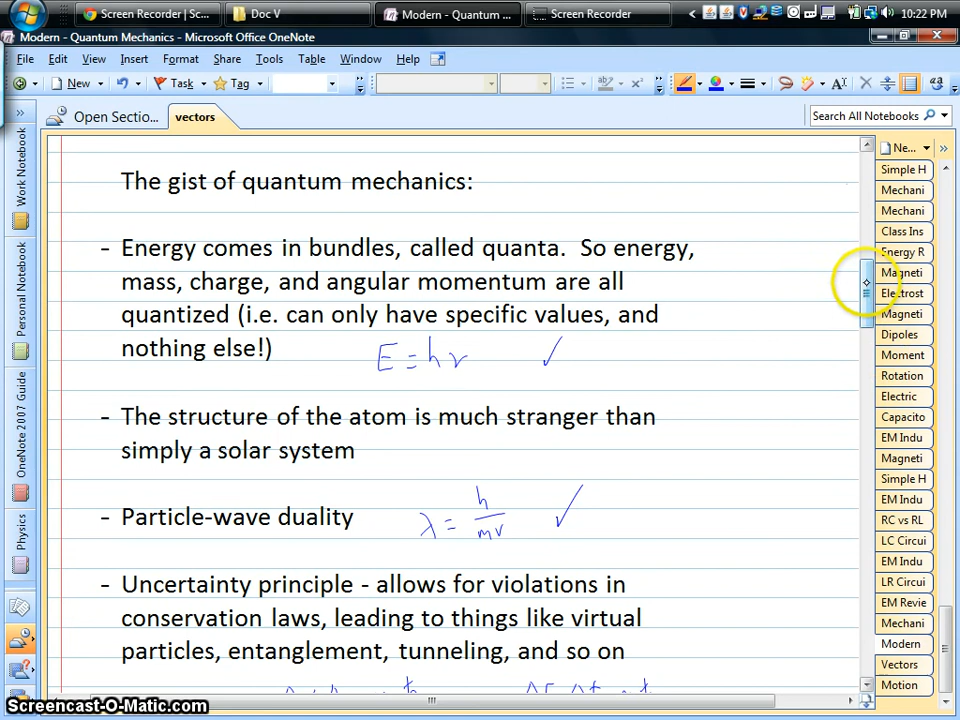 Screen Recorder | Sc...
Doc V
Modern - Quantum ...
Screen Recorder
10:22 PM
Modern - Quantum Mechanics - Microsoft Office OneNote
File Edit View Insert Format Share Tools Table Window Help
New Task Tag
Open Sectio...
vectors
Search All Notebooks
Work Notebook
Personal Notebook
OneNote 2007 Guide
Physics
The gist of quantum mechanics:
- Energy comes in bundles, called quanta. So energy,
mass, charge, and angular momentum are all
quantized (i.e. can only have specific values, and
nothing else!) E = hν ✓
- The structure of the atom is much stranger than
simply a solar system
- Particle-wave duality λ = h/mv ✓
- Uncertainty principle - allows for violations in
conservation laws, leading to things like virtual
particles, entanglement, tunneling, and so on
Ne...
Simple H
Mechani
Mechani
Class Ins
Energy R
Magneti
Electrost
Magneti
Dipoles
Moment
Rotation
Electric
Capacito
EM Indu
Magneti
Simple H
EM Indu
RC vs RL
LC Circui
EM Indu
LR Circui
EM Revie
Mechani
Modern
Vectors
Motion
Screencast-O-Matic.com